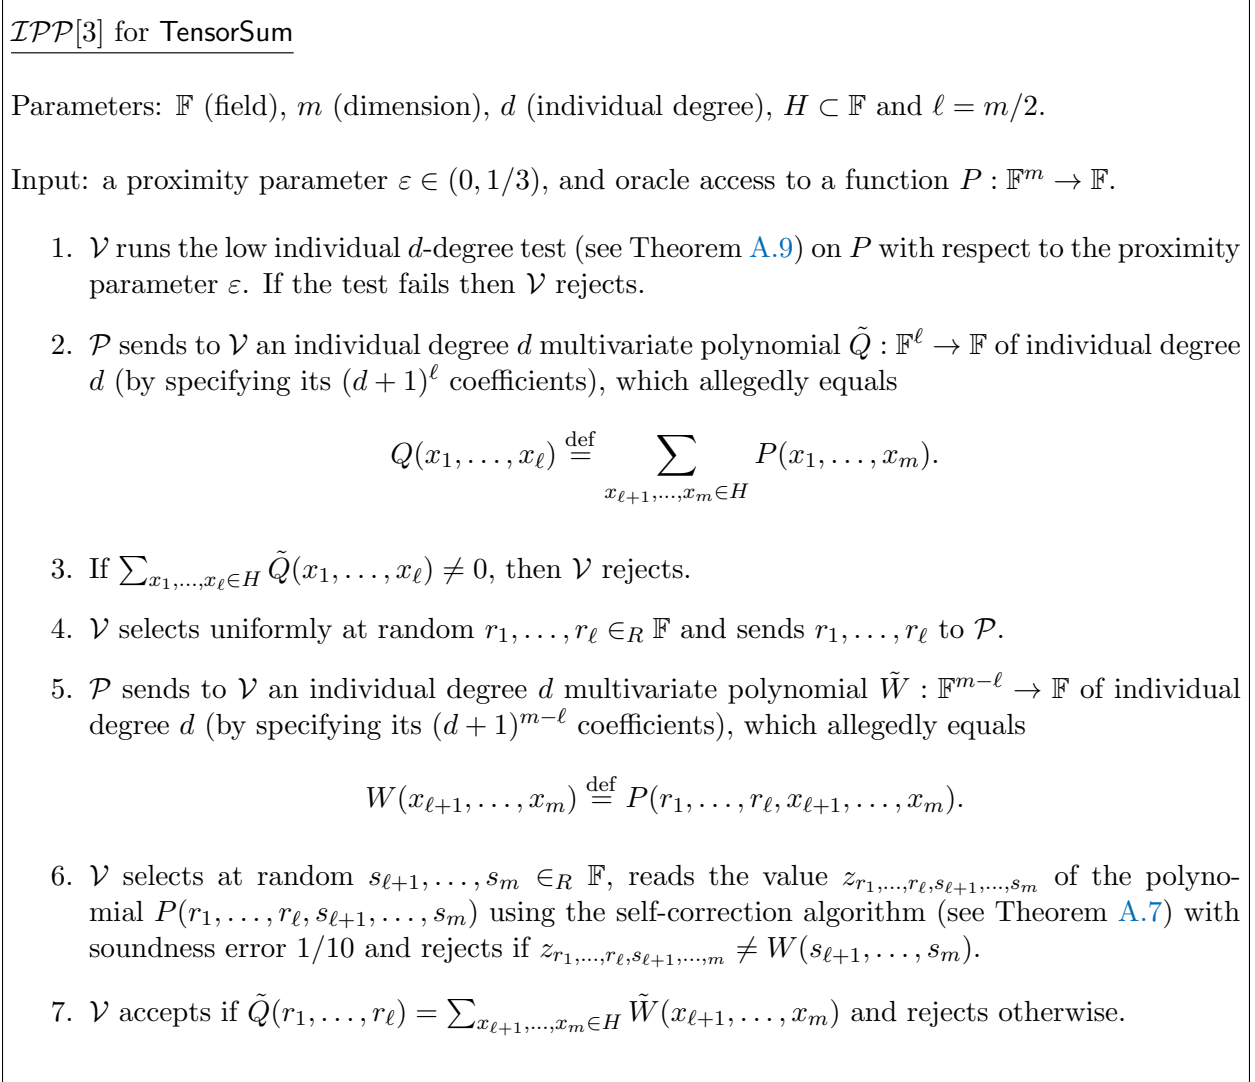 𝓘𝓟𝓟[3] for TensorSum
Parameters: 𝔽 (field), m (dimension), d (individual degree), H ⊂ 𝔽 and ℓ = m/2.
Input: a proximity parameter ε ∈ (0, 1/3), and oracle access to a function P : 𝔽^m → 𝔽.
1. 𝒱 runs the low individual d-degree test (see Theorem A.9) on P with respect to the proximity
parameter ε. If the test fails then 𝒱 rejects.
2. 𝒫 sends to 𝒱 an individual degree d multivariate polynomial Q̃ : 𝔽^ℓ → 𝔽 of individual degree
d (by specifying its (d + 1)^ℓ coefficients), which allegedly equals
Q(x_1, . . . , x_ℓ) \stackrel{def}{=} ∑_{x_{ℓ+1},...,x_m∈H} P(x_1, . . . , x_m).
3. If ∑_{x_1,...,x_ℓ∈H} Q̃(x_1, . . . , x_ℓ) ≠ 0, then 𝒱 rejects.
4. 𝒱 selects uniformly at random r_1, . . . , r_ℓ ∈_R 𝔽 and sends r_1, . . . , r_ℓ to 𝒫.
5. 𝒫 sends to 𝒱 an individual degree d multivariate polynomial W̃ : 𝔽^{m−ℓ} → 𝔽 of individual
degree d (by specifying its (d + 1)^{m−ℓ} coefficients), which allegedly equals
W(x_{ℓ+1}, . . . , x_m) \stackrel{def}{=} P(r_1, . . . , r_ℓ, x_{ℓ+1}, . . . , x_m).
6. 𝒱 selects at random s_{ℓ+1}, . . . , s_m ∈_R 𝔽, reads the value z_{r_1,...,r_ℓ,s_{ℓ+1},...,s_m} of the polyno-
mial P(r_1, . . . , r_ℓ, s_{ℓ+1}, . . . , s_m) using the self-correction algorithm (see Theorem A.7) with
soundness error 1/10 and rejects if z_{r_1,...,r_ℓ,s_{ℓ+1},...,m} ≠ W(s_{ℓ+1}, . . . , s_m).
7. 𝒱 accepts if Q̃(r_1, . . . , r_ℓ) = ∑_{x_{ℓ+1},...,x_m∈H} W̃(x_{ℓ+1}, . . . , x_m) and rejects otherwise.